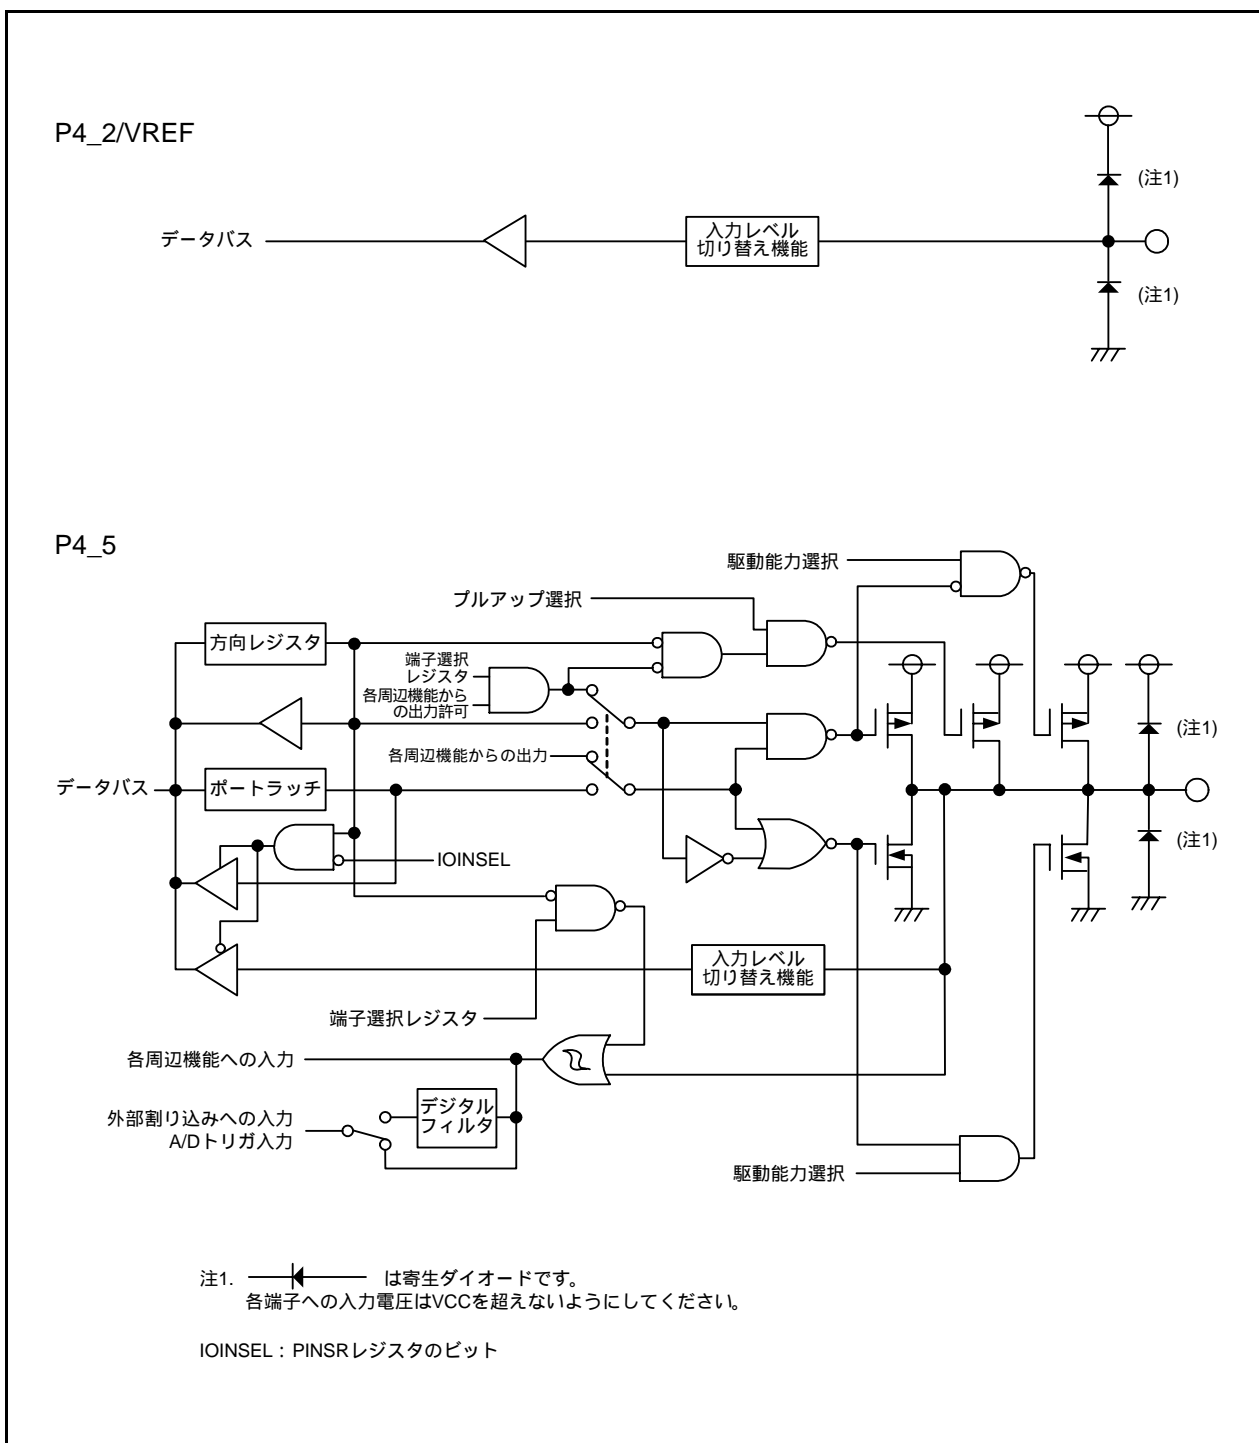 P4_2/VREF
(注1)
データバス
入力レベル
切り替え機能
(注1)
P4_5
駆動能力選択
プルアップ選択
方向レジスタ
端子選択
レジスタ
各周辺機能から
の出力許可
(注1)
各周辺機能からの出力
データバス
ポートラッチ
(注1)
IOINSEL
入力レベル
切り替え機能
端子選択レジスタ
各周辺機能への入力
デジタル
フィルタ
外部割り込みへの入力
A/Dトリガ入力
駆動能力選択
注1. は寄生ダイオードです。
各端子への入力電圧はVCCを超えないようにしてください。
IOINSEL：PINSRレジスタのビット